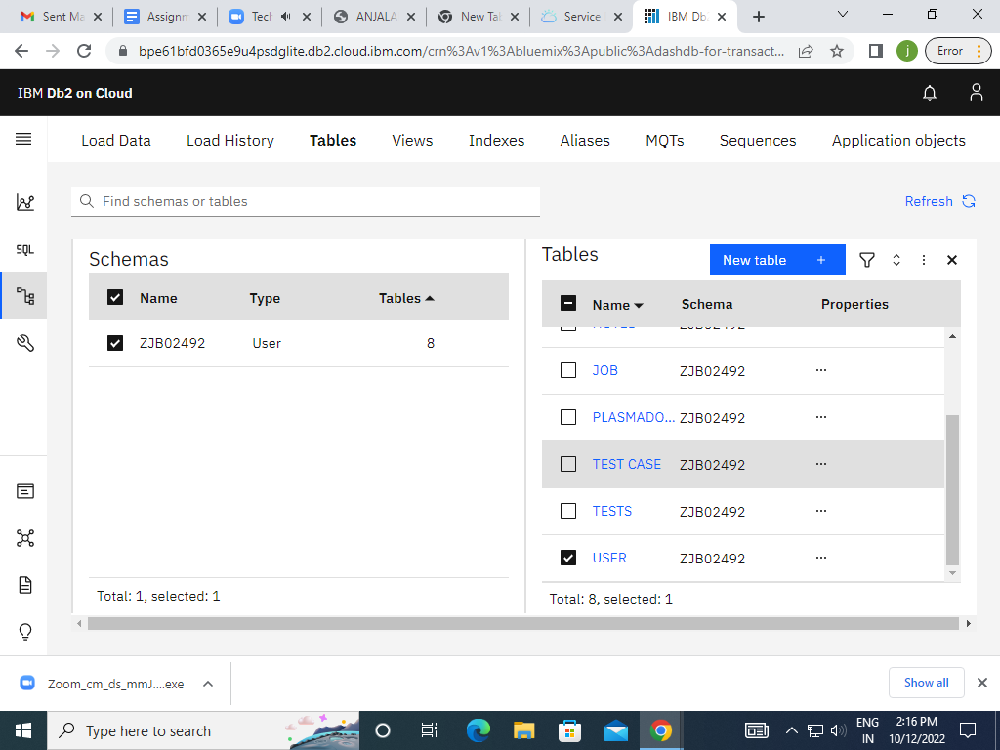 Sent Ma
Assignm
Tech
ANJALA
New Tab
Service
IBM Db
bpe61bfd0365e9u4psdglite.db2.cloud.ibm.com/crn%3Av1%3Abluemix%3Apublic%3Adashdb-for-transact...
j
Error
IBM Db2 on Cloud
Load Data
Load History
Tables
Views
Indexes
Aliases
MQTs
Sequences
Application objects
SQL
Find schemas or tables
Refresh
Schemas
Name Type Tables
ZJB02492 User 8
Total: 1, selected: 1
Tables
New table +
Name Schema Properties
JOB ZJB02492 ...
PLASMADO... ZJB02492 ...
TEST CASE ZJB02492 ...
TESTS ZJB02492 ...
USER ZJB02492 ...
Total: 8, selected: 1
Zoom_cm_ds_mmJ....exe
Show all
Type here to search
ENG
IN
2:16 PM
10/12/2022